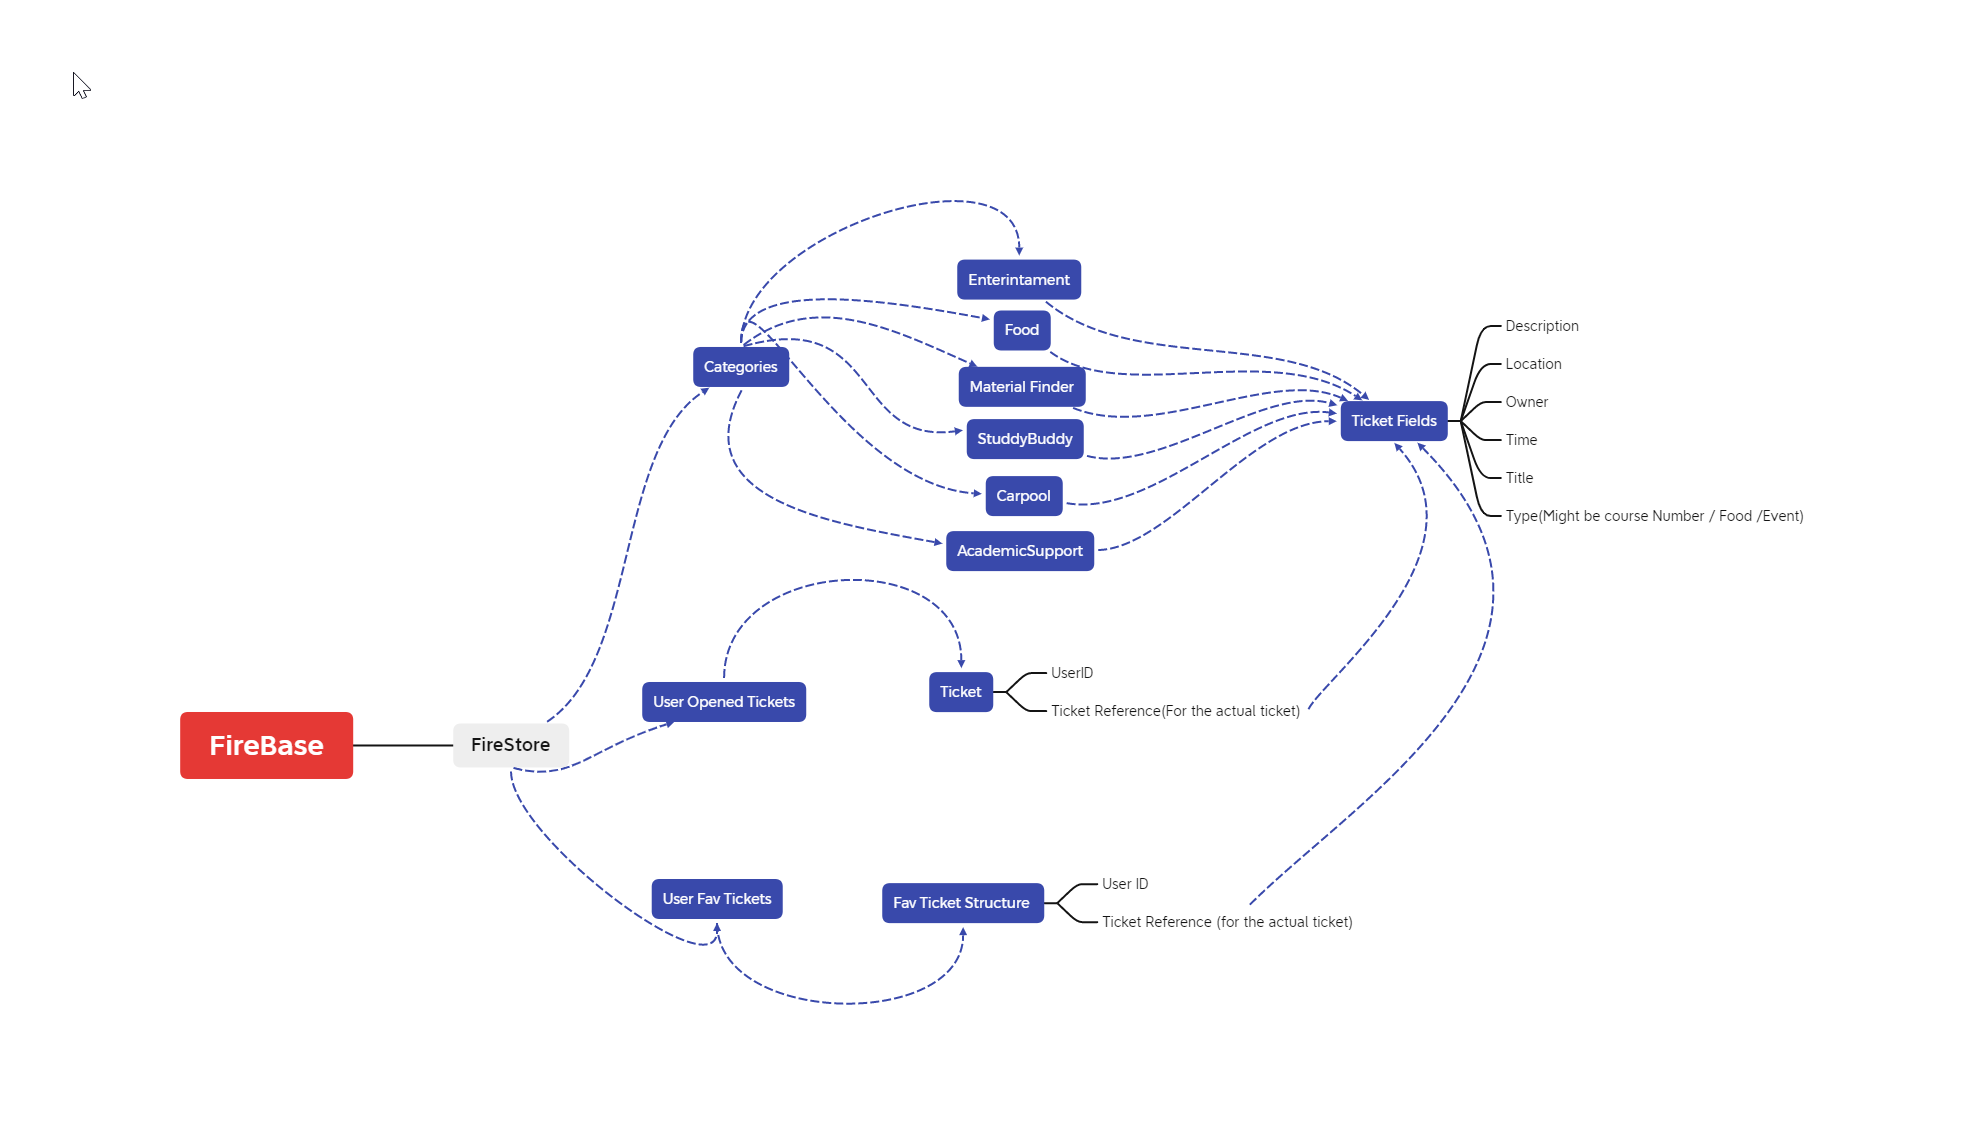 Enterintament
Food
Material Finder
Categories
StuddyBuddy
Carpool
AcademicSupport
Ticket Fields
Description
Location
Owner
Time
Title
Type(Might be course Number / Food /Event)
FireBase
FireStore
User Opened Tickets
Ticket
UserID
Ticket Reference(For the actual ticket)
User Fav Tickets
Fav Ticket Structure
User ID
Ticket Reference (for the actual ticket)